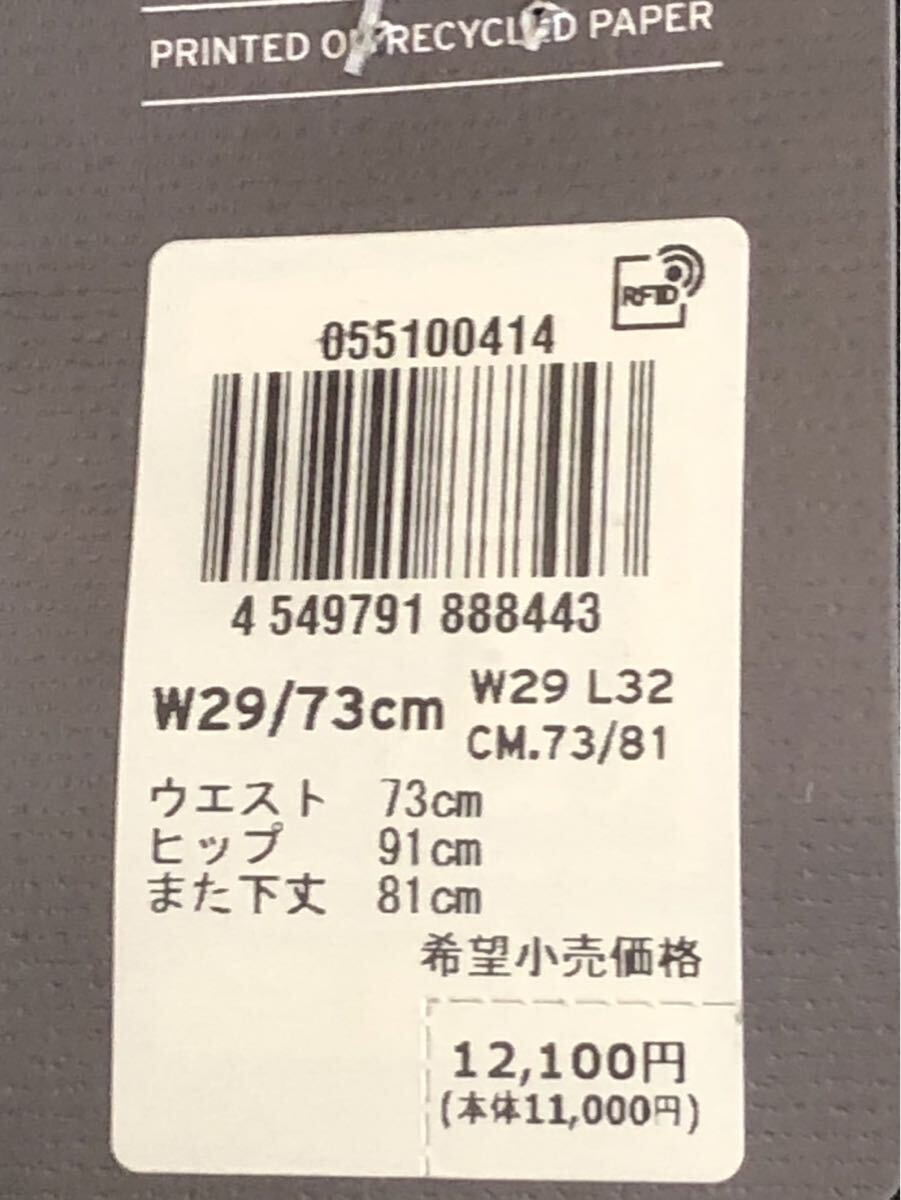 PRINTED ON RECYCLED PAPER
RFID
055100414
4 549791 888443
W29/73cm
W29 L32
CM.73/81
ウエスト 73cm
ヒップ 91cm
また下丈 81cm
希望小売価格
12,100円
(本体11,000円)